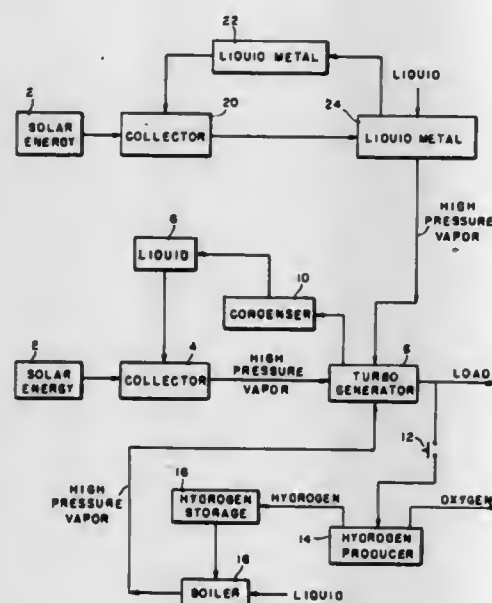 22
LIQUID METAL
LIQUID
2
20
24
SOLAR
ENERGY
COLLECTOR
LIQUID METAL
HIGH
PRESSURE
VAPOR
6
LIQUID
10
CONDENSER
2
4
HIGH
PRESSURE
VAPOR
6
SOLAR
ENERGY
COLLECTOR
TURBO
GENERATOR
LOAD
12
HIGH
PRESSURE
VAPOR
16
HYDROGEN
STORAGE
HYDROGEN
OXYGEN
14
HYDROGEN
PRODUCER
16
BOILER
LIQUID